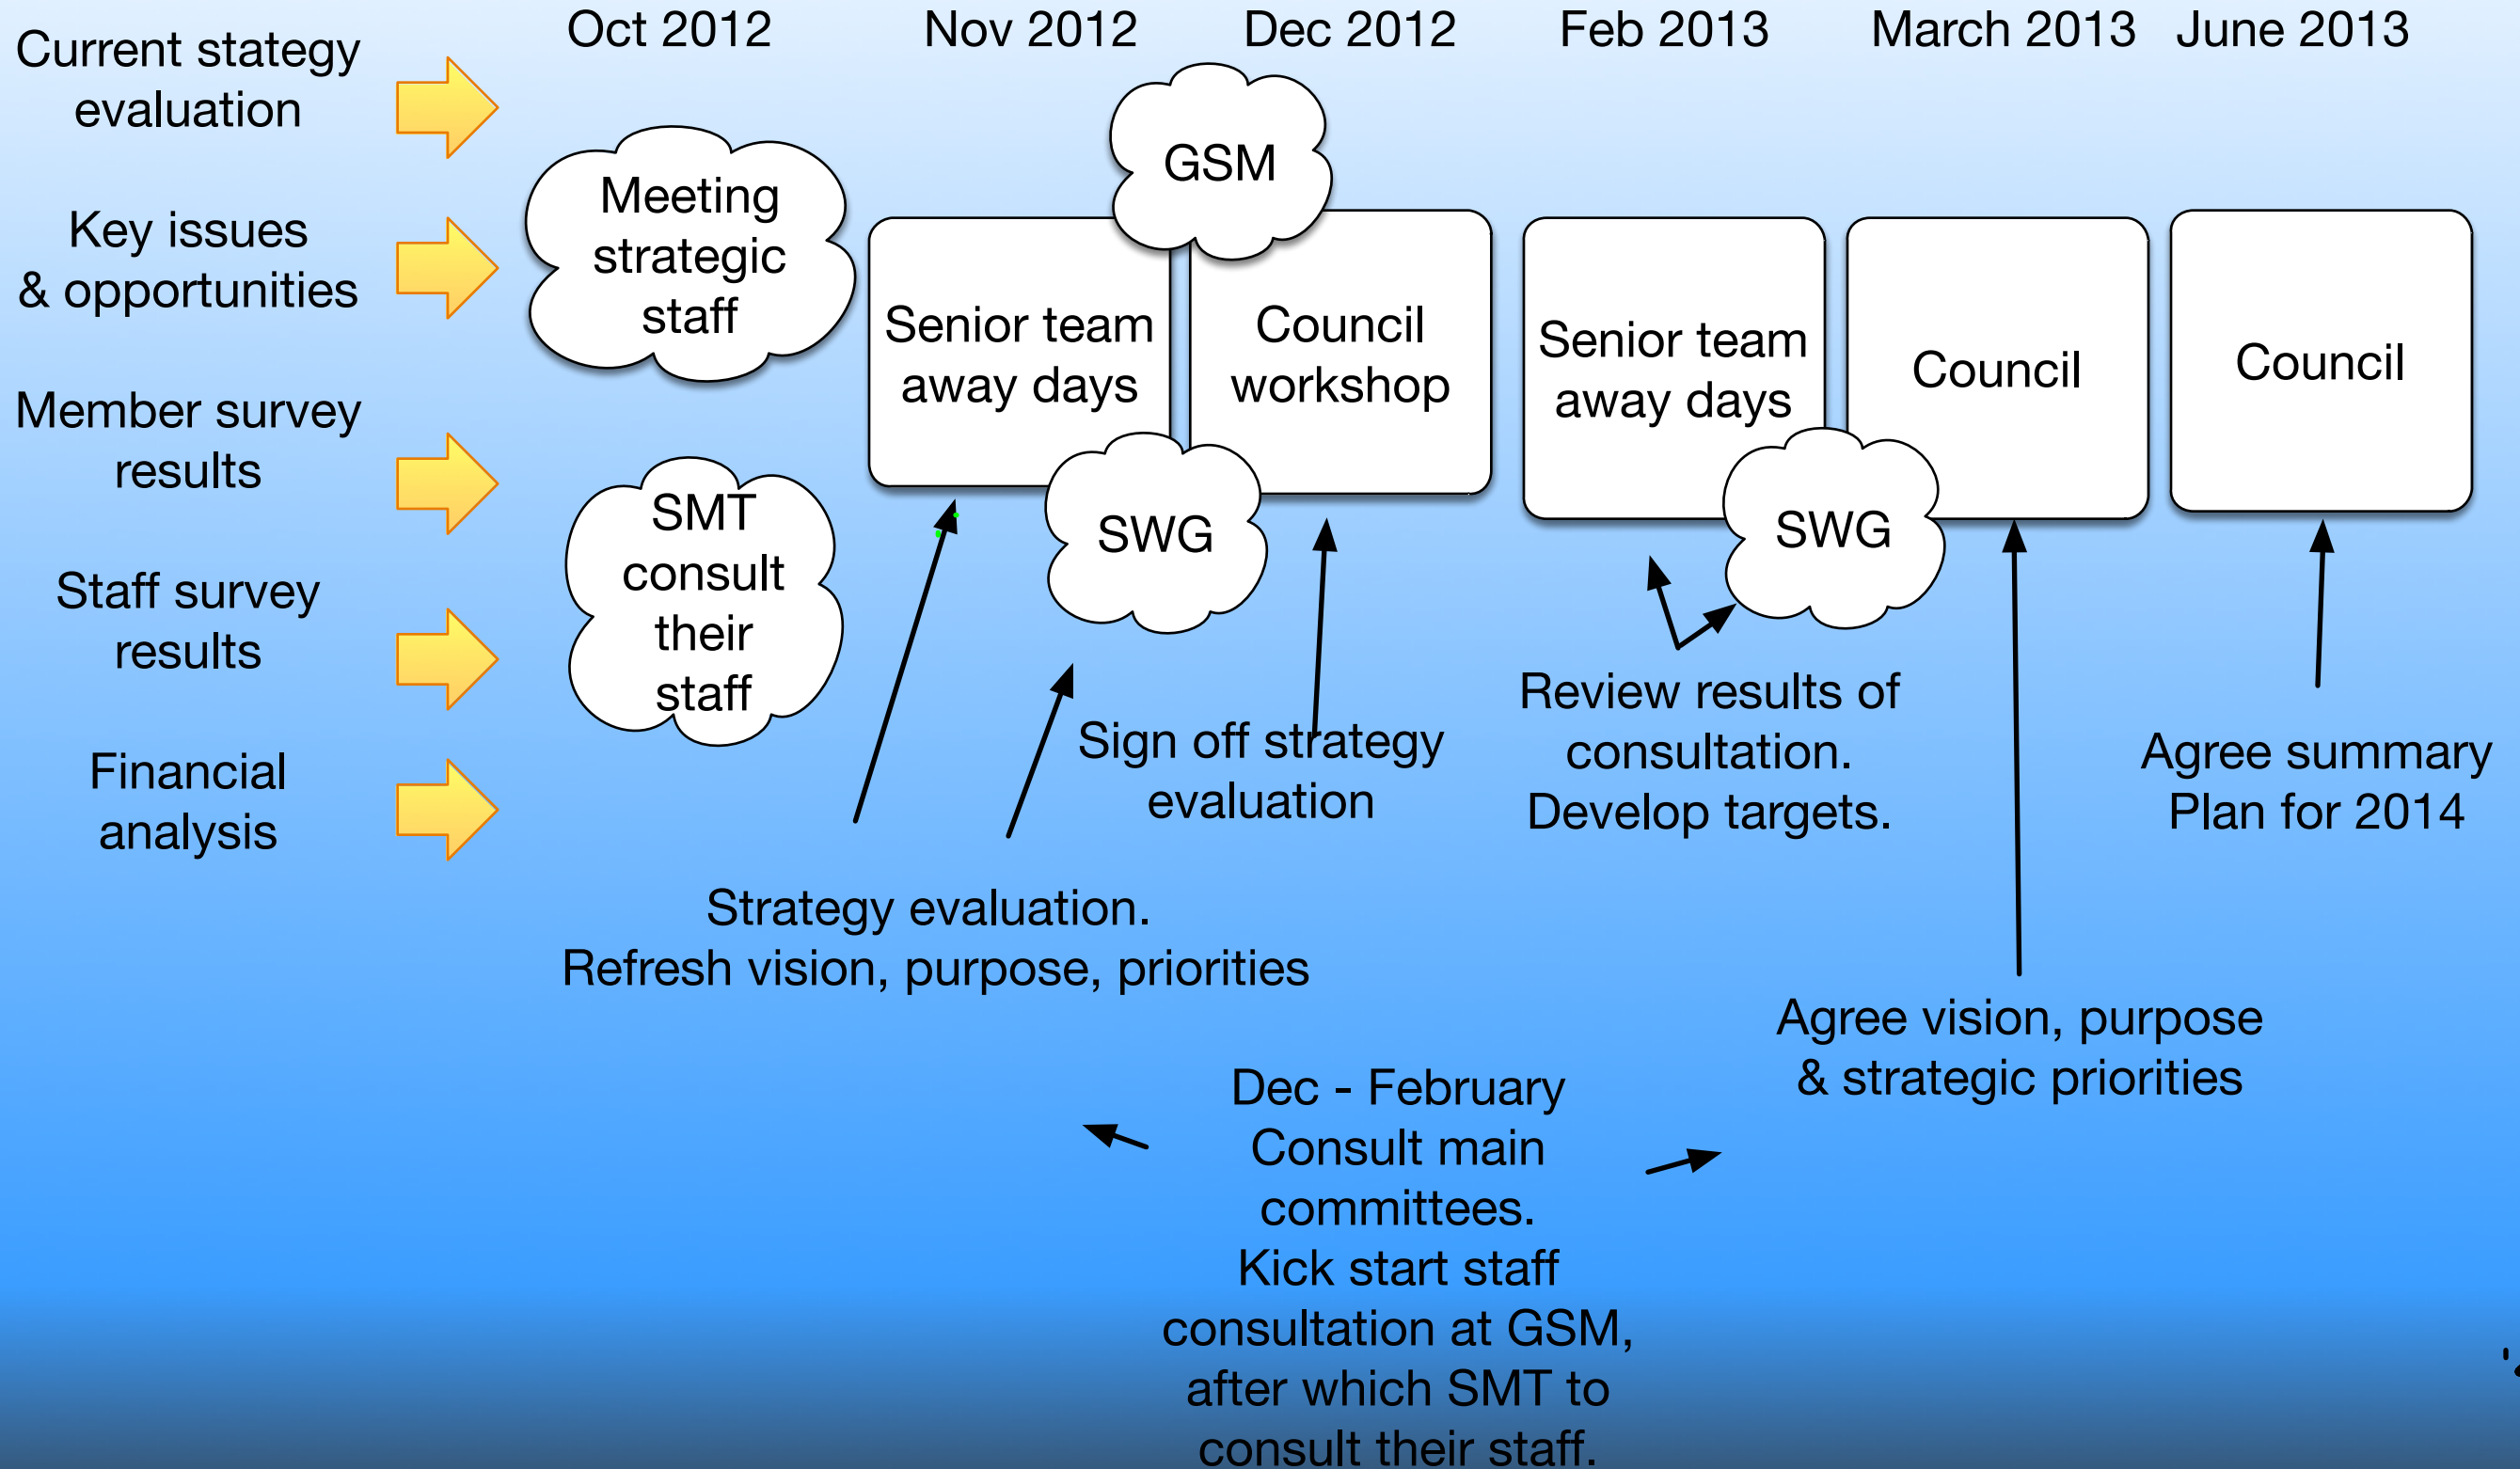 Oct 2012
Nov 2012
Dec 2012
Feb 2013
March 2013
June 2013
Current stategy
evaluation
Key issues
& opportunities
Member survey
results
Staff survey
results
Financial
analysis
Meeting
strategic
staff
SMT
consult
their
staff
Senior team
away days
GSM
Council
workshop
SWG
Senior team
away days
SWG
Council
Council
Strategy evaluation.
Refresh vision, purpose, priorities
Sign off strategy
evaluation
Review results of
consultation.
Develop targets.
Agree summary
Plan for 2014
Agree vision, purpose
& strategic priorities
Dec - February
Consult main
committees.
Kick start staff
consultation at GSM,
after which SMT to
consult their staff.